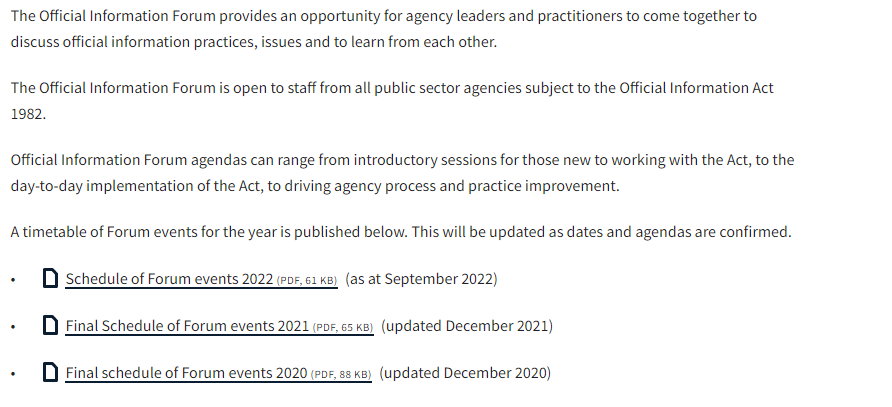 The Official Information Forum provides an opportunity for agency leaders and practitioners to come together to
discuss official information practices, issues and to learn from each other.
The Official Information Forum is open to staff from all public sector agencies subject to the Official Information Act
1982.
Official Information Forum agendas can range from introductory sessions for those new to working with the Act, to the
day-to-day implementation of the Act, to driving agency process and practice improvement.
A timetable of Forum events for the year is published below. This will be updated as dates and agendas are confirmed.
• Schedule of Forum events 2022 (PDF, 61 KB) (as at September 2022)
• Final Schedule of Forum events 2021 (PDF, 65 KB) (updated December 2021)
• Final schedule of Forum events 2020 (PDF, 88 KB) (updated December 2020)